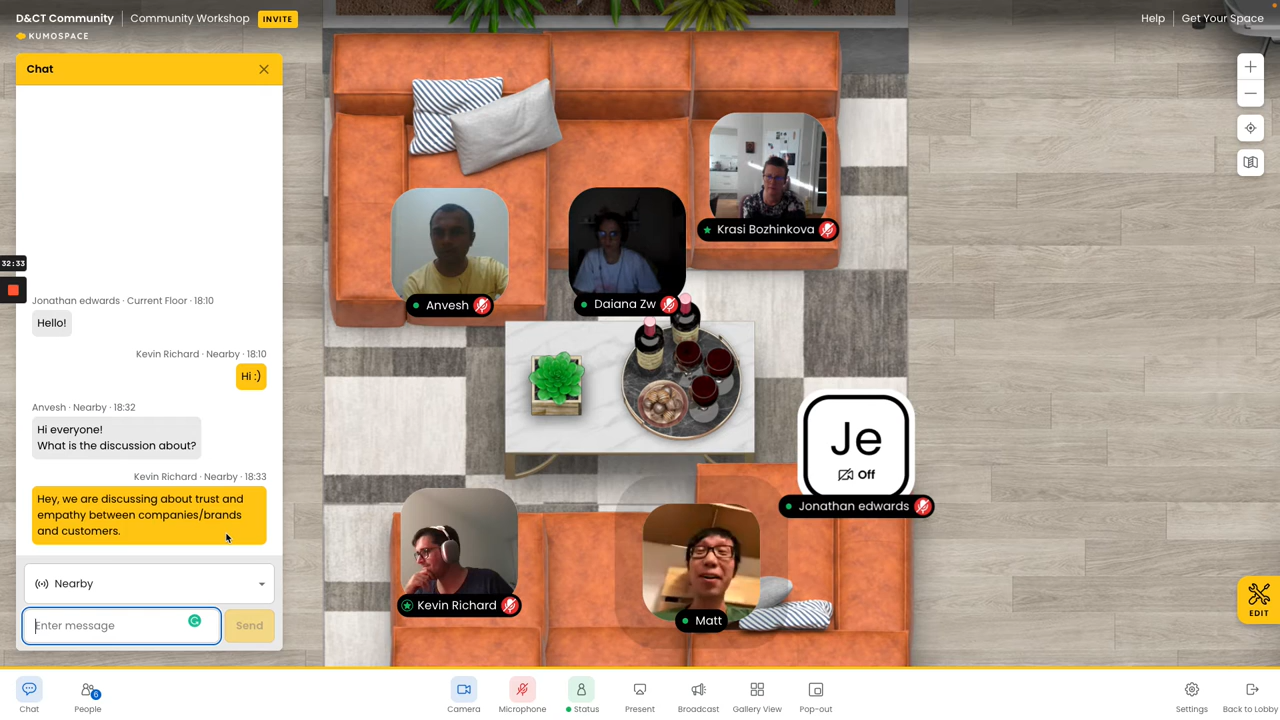 D&CT Community
Community Workshop
INVITE
KUMOSPACE
Help
Get Your Space
Chat
32:33
Jonathan edwards · Current Floor · 18:10
Hello!
Kevin Richard · Nearby · 18:10
Hi :)
Anvesh · Nearby · 18:32
Hi everyone!
What is the discussion about?
Kevin Richard · Nearby · 18:33
Hey, we are discussing about trust and
empathy between companies/brands
and customers.
Nearby
Enter message
Send
Krasi Bozhinkova
Anvesh
Daiana Zw
Je
Off
Jonathan edwards
Kevin Richard
Matt
EDIT
Chat
6
People
Camera
Microphone
Status
Present
Broadcast
Gallery View
Pop-out
Settings
Back to Lobby